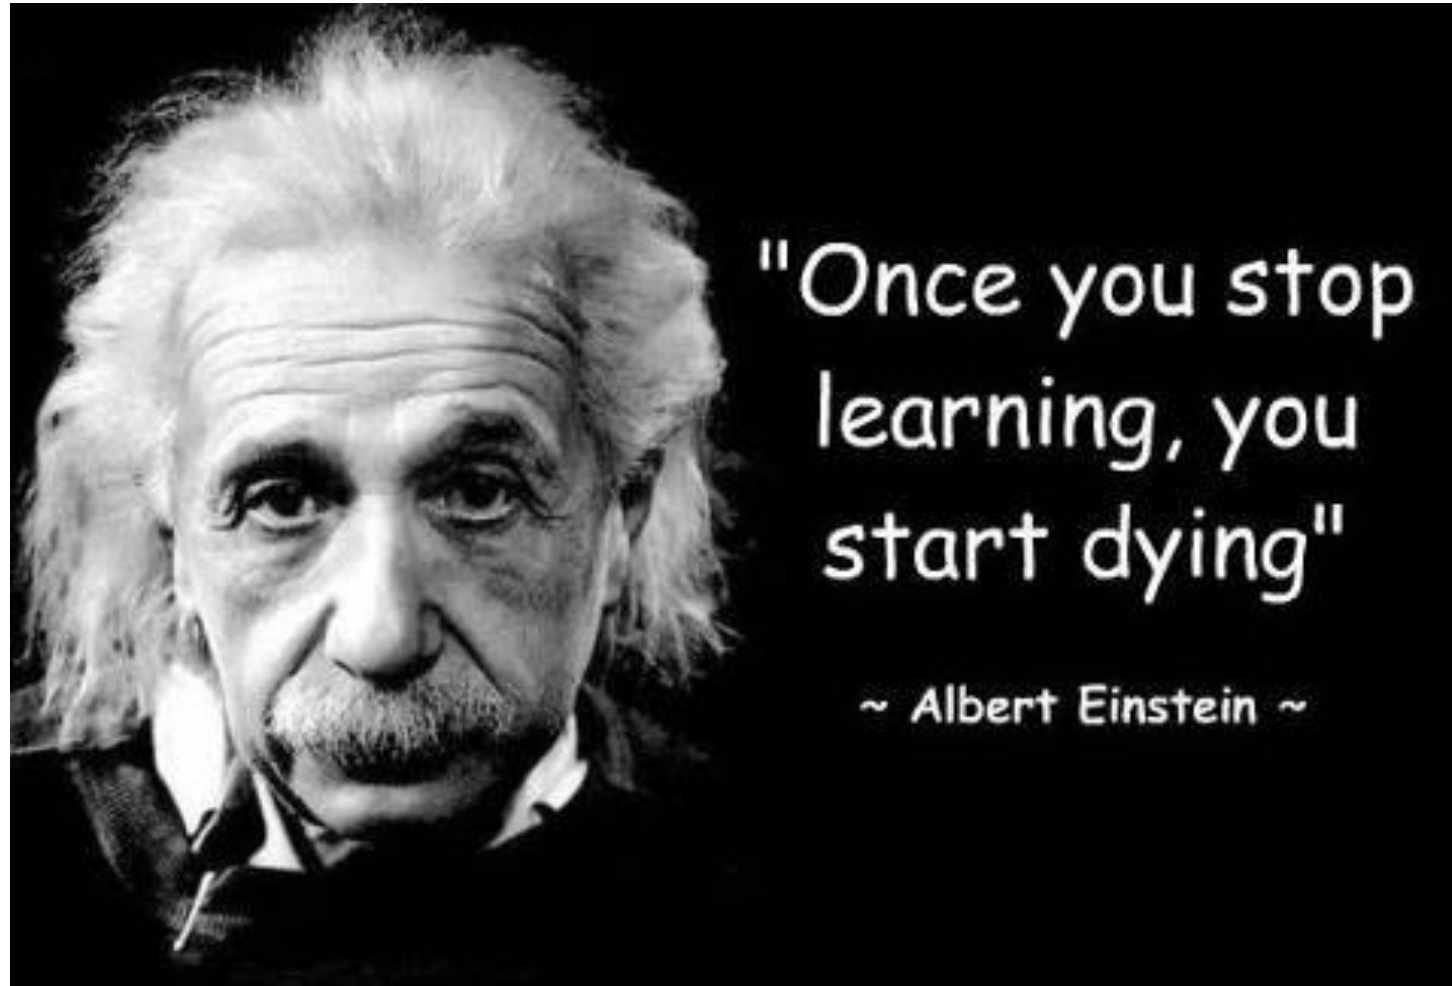 "Once you stop
learning, you
start dying"
~ Albert Einstein ~